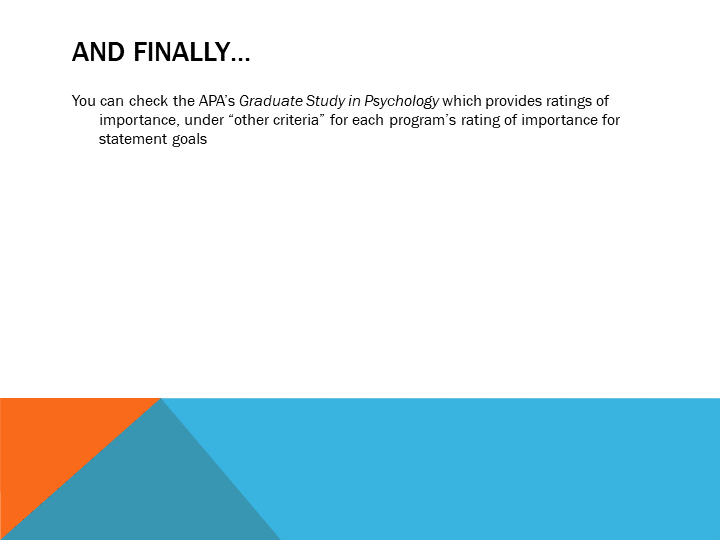 AND FINALLY…
You can check the APA’s Graduate Study in Psychology which provides ratings of
importance, under “other criteria” for each program’s rating of importance for
statement goals